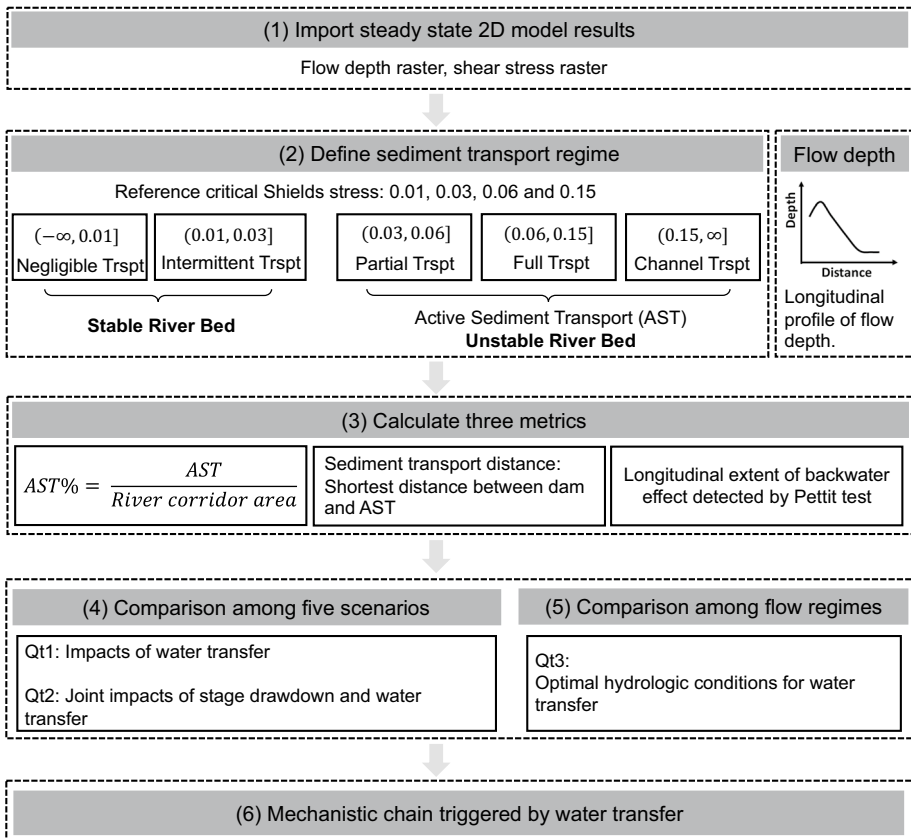 (1) Import steady state 2D model results
Flow depth raster, shear stress raster
(2) Define sediment transport regime
Reference critical Shields stress: 0.01, 0.03, 0.06 and 0.15
(−∞, 0.01]
Negligible Trspt
(0.01, 0.03]
Intermittent Trspt
(0.03, 0.06]
Partial Trspt
(0.06, 0.15]
Full Trspt
(0.15, ∞]
Channel Trspt
Stable River Bed
Active Sediment Transport (AST)
Unstable River Bed
Flow depth
Depth
Distance
Longitudinal
profile of flow
depth.
(3) Calculate three metrics
AST% = AST / River corridor area
Sediment transport distance:
Shortest distance between dam
and AST
Longitudinal extent of backwater
effect detected by Pettit test
(4) Comparison among five scenarios
Qt1: Impacts of water transfer
Qt2: Joint impacts of stage drawdown and water
transfer
(5) Comparison among flow regimes
Qt3:
Optimal hydrologic conditions for water
transfer
(6) Mechanistic chain triggered by water transfer